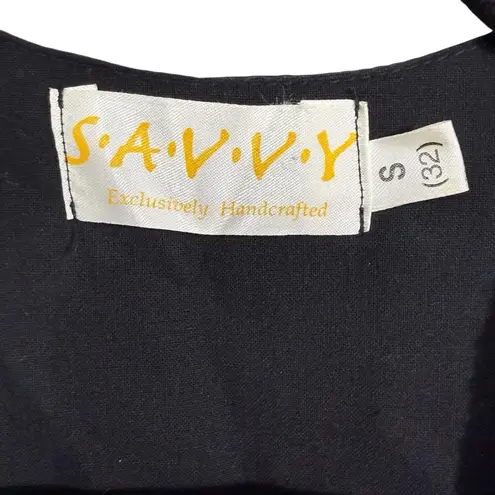 S·A·V·V·Y
Exclusively Handcrafted
S
(32)